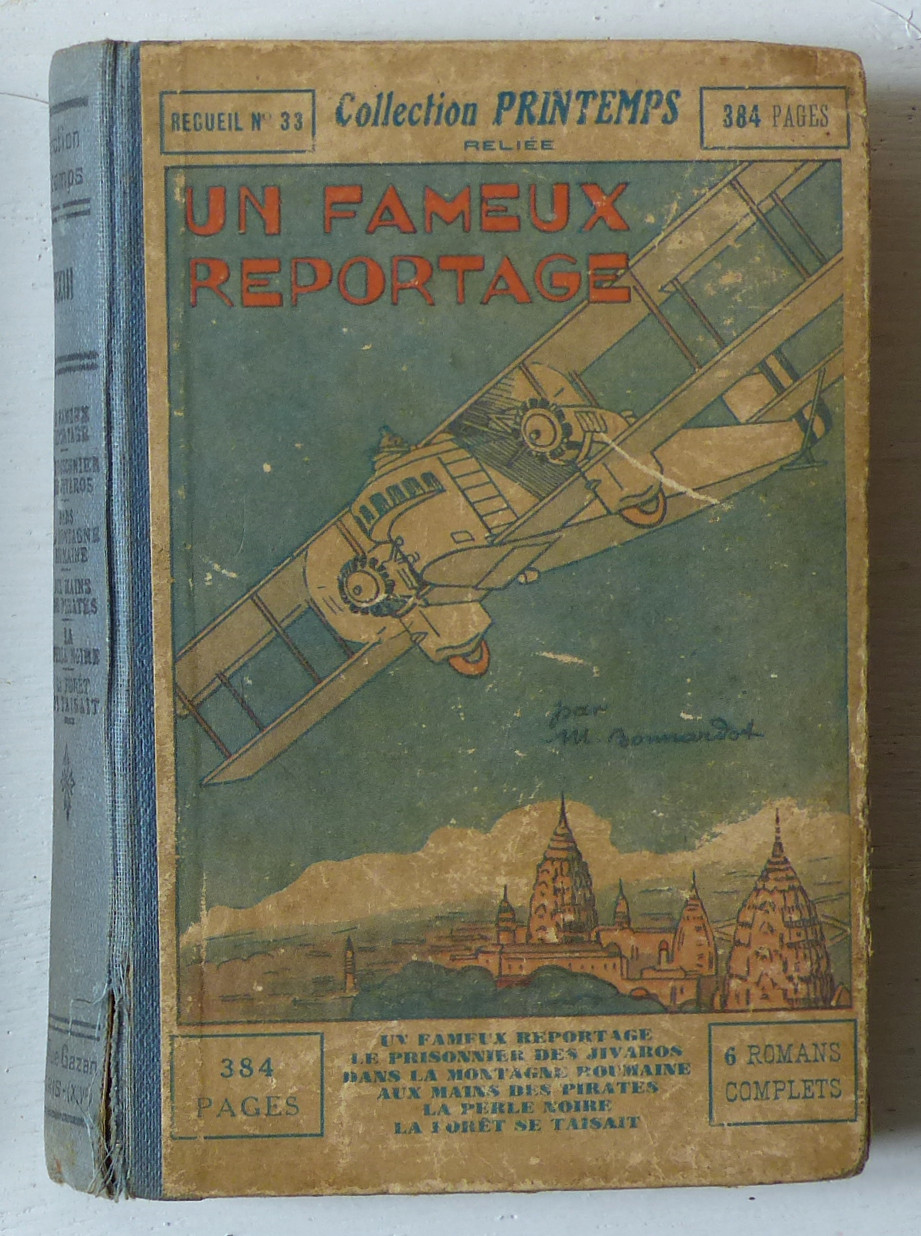 RECUEIL N° 33
Collection PRINTEMPS
RELIÉE
384 PAGES
UN FAMEUX
REPORTAGE
par
M. Bonnardot
384
PAGES
UN FAMEUX REPORTAGE
LE PRISONNIER DES JIVAROS
DANS LA MONTAGNE ROUMAINE
AUX MAINS DES PIRATES
LA PERLE NOIRE
LA FORÊT SE TAISAIT
6 ROMANS
COMPLETS